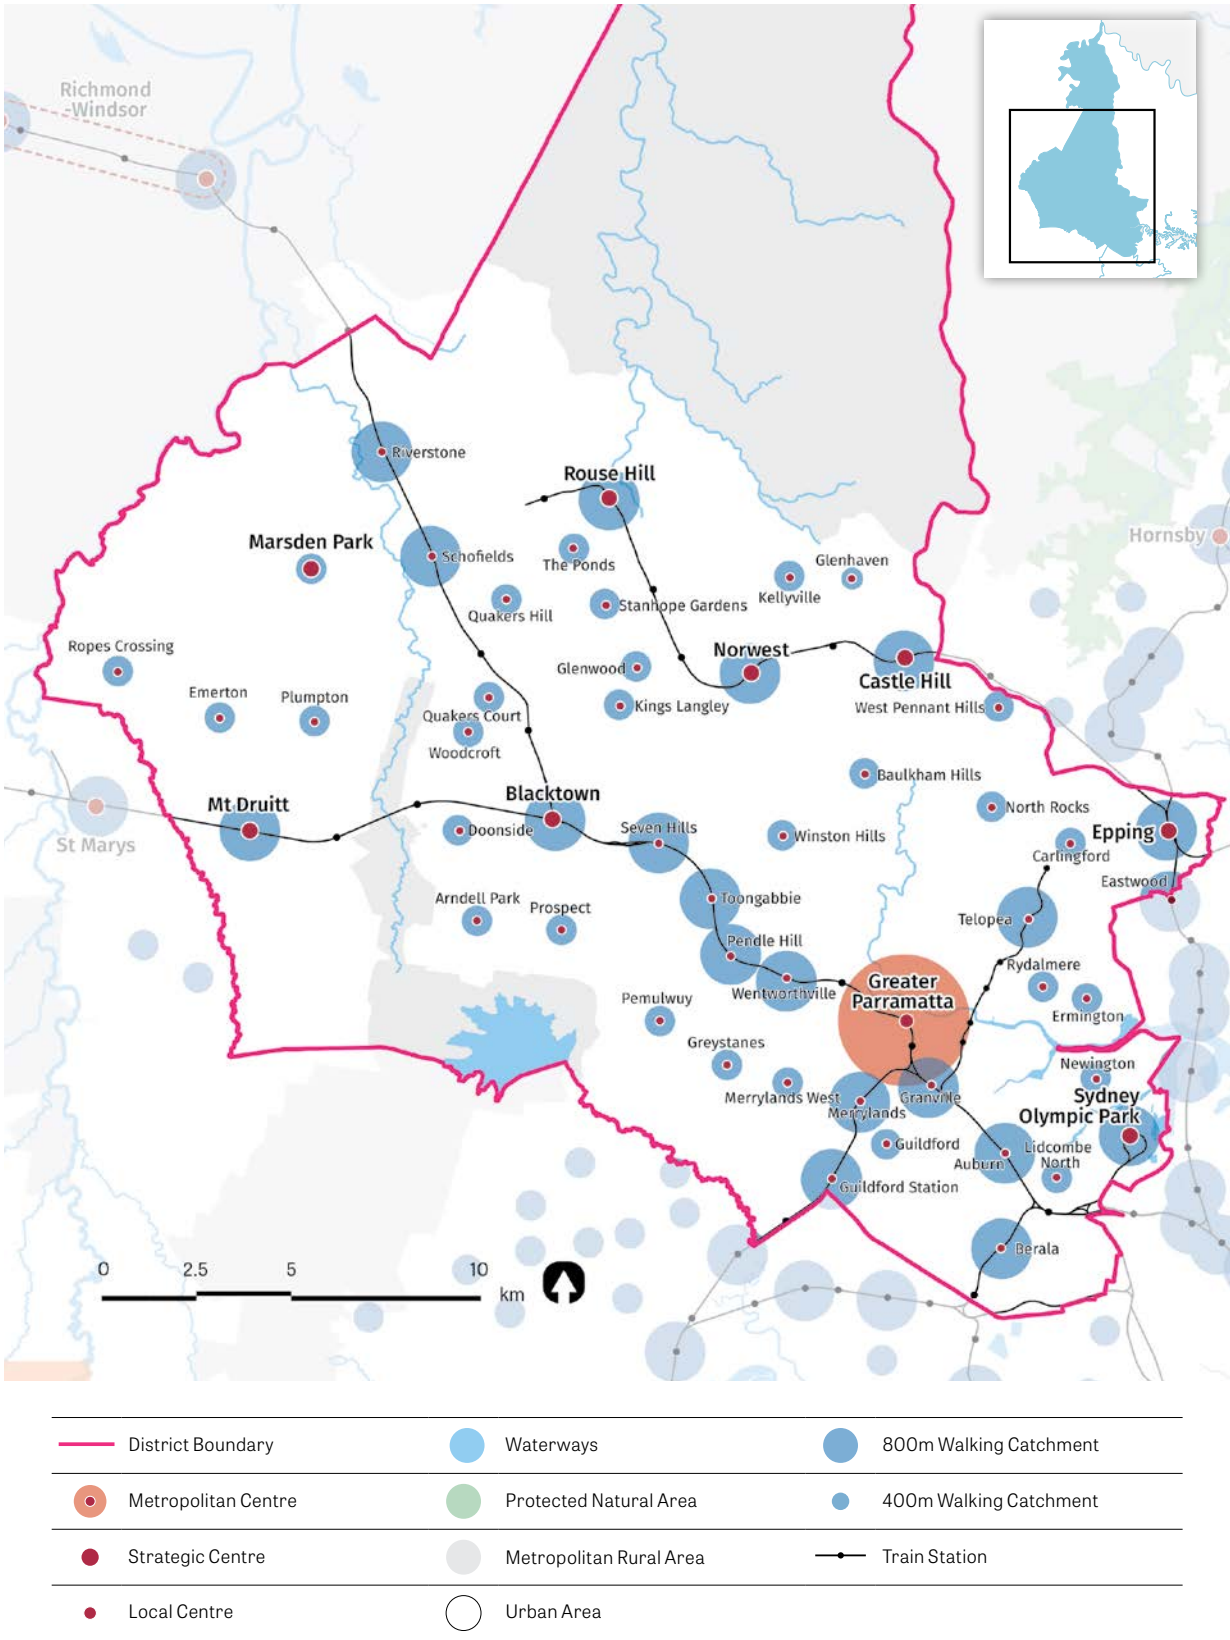 Richmond
-Windsor
Riverstone
Rouse Hill
Marsden Park
Schofields
The Ponds
Hornsby
Glenhaven
Kellyville
Quakers Hill
Stanhope Gardens
Ropes Crossing
Norwest
Glenwood
Castle Hill
Emerton
Plumpton
Quakers Court
Kings Langley
West Pennant Hills
Woodcroft
Baulkham Hills
Blacktown
Mt Druitt
North Rocks
St Marys
Doonside
Seven Hills
Winston Hills
Epping
Carlingford
Eastwood
Arndell Park
Prospect
Toongabbie
Telopea
Pendle Hill
Rydalmere
Greater
Parramatta
Wentworthville
Pemulwuy
Ermington
Greystanes
Newington
Merrylands West
Granville
Sydney
Olympic Park
Merrylands
Guildford
Lidcombe
North
Auburn
Guildford Station
Berala
0 2.5 5 10
km
District Boundary
Waterways
800m Walking Catchment
Metropolitan Centre
Protected Natural Area
400m Walking Catchment
Strategic Centre
Metropolitan Rural Area
Train Station
Local Centre
Urban Area